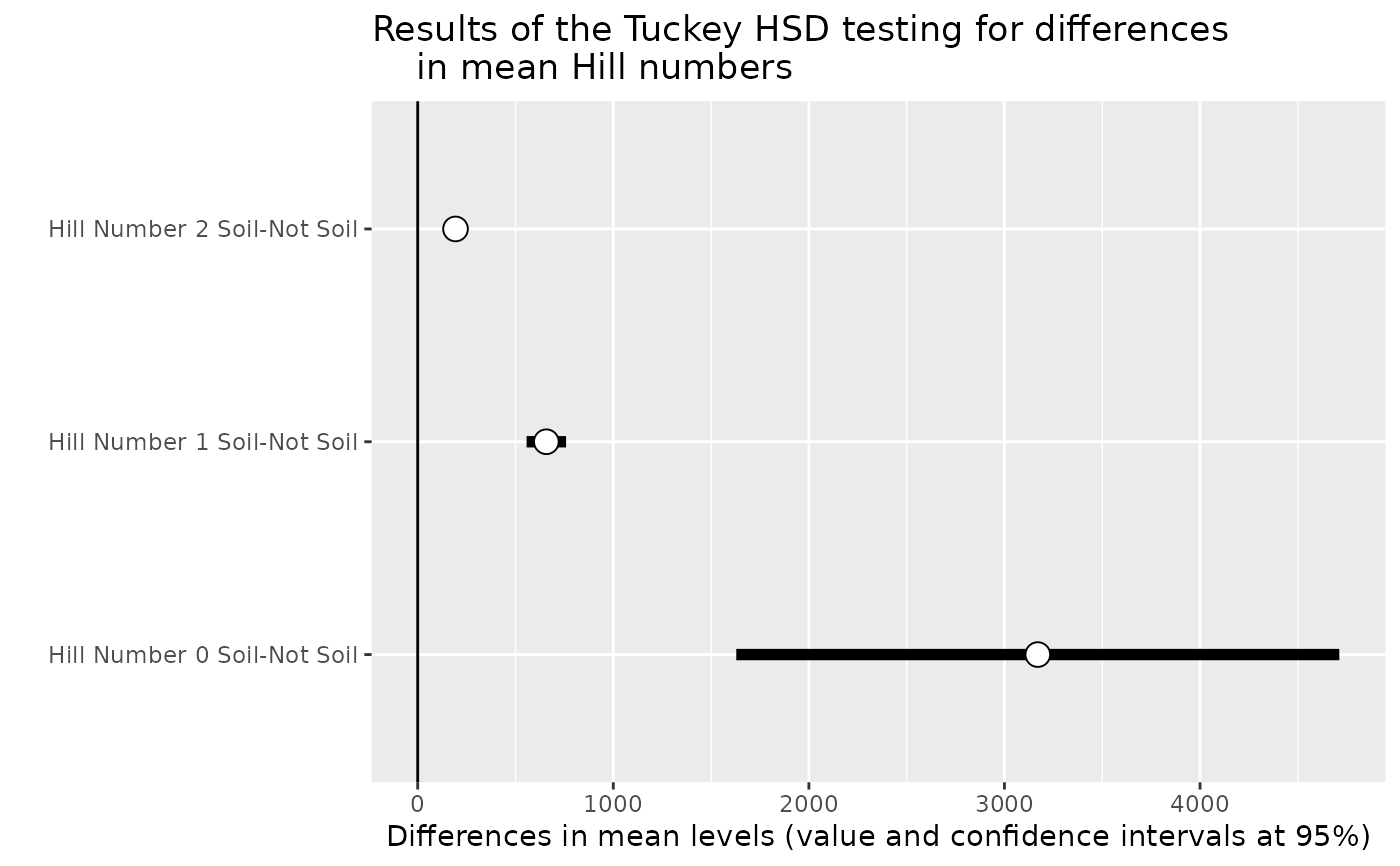 Results of the Tuckey HSD testing for differences
in mean Hill numbers
Hill Number 2 Soil-Not Soil
Hill Number 1 Soil-Not Soil
Hill Number 0 Soil-Not Soil
0 1000 2000 3000 4000
Differences in mean levels (value and confidence intervals at 95%)